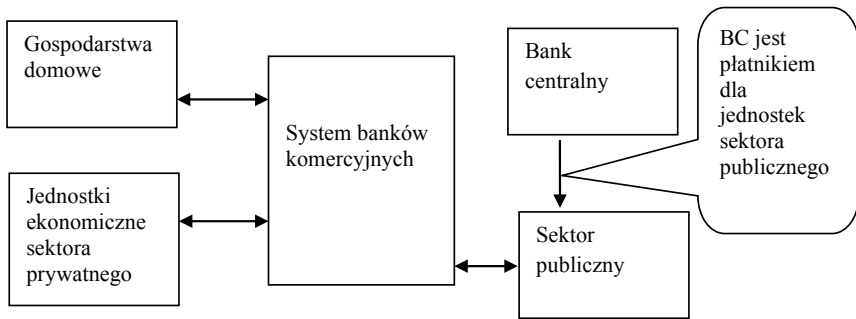 Gospodarstwa
domowe
Jednostki
ekonomiczne
sektora
prywatnego
System banków
komercyjnych
Bank
centralny
Sektor
publiczny
BC jest
płatnikiem
dla
jednostek
sektora
publicznego